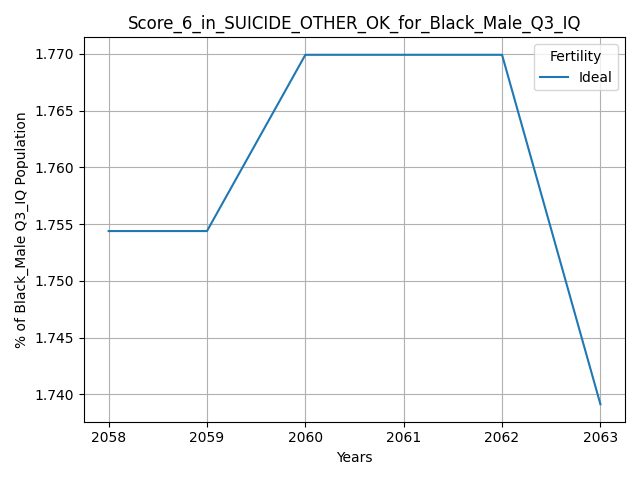 Score_6_in_SUICIDE_OTHER_OK_for_Black_Male_Q3_IQ
% of Black_Male Q3_IQ Population
1.770
1.765
1.760
1.755
1.750
1.745
1.740
Fertility
Ideal
2058 2059 2060 2061 2062 2063
Years